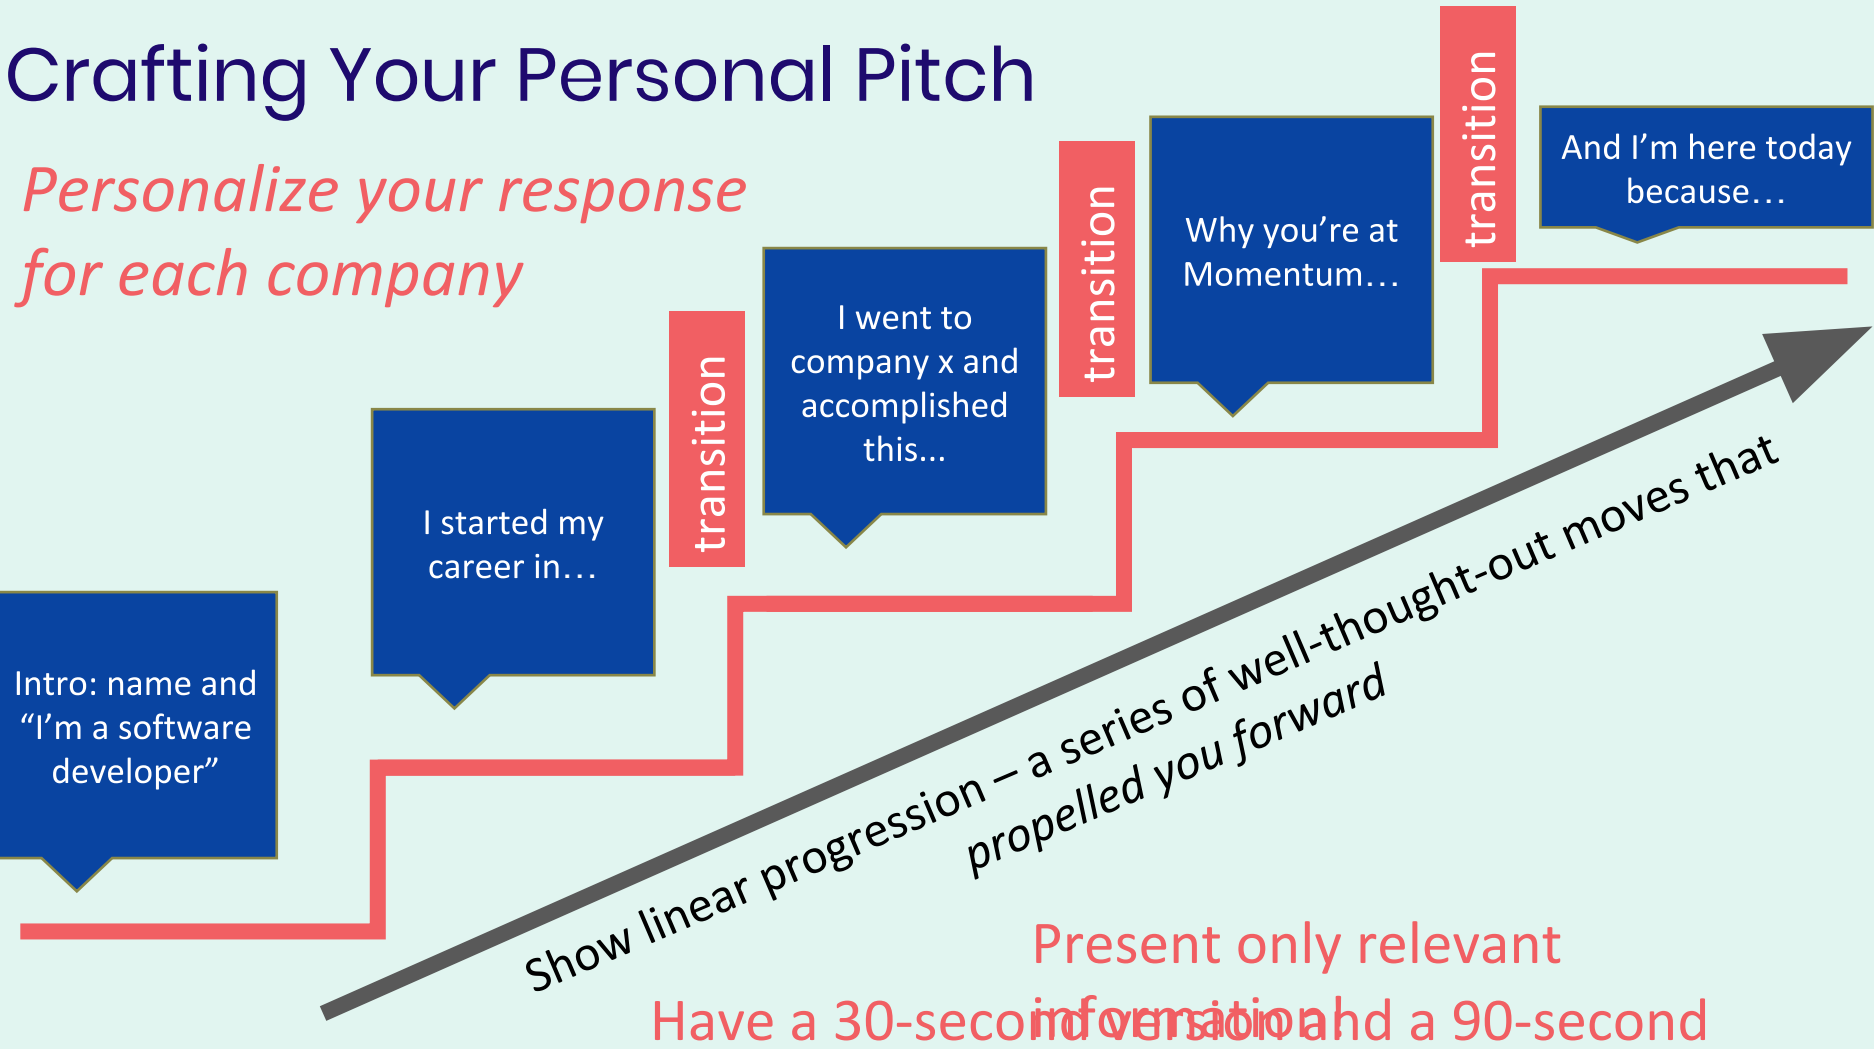 Crafting Your Personal Pitch
Personalize your response
for each company
Intro: name and
“I’m a software
developer”
I started my
career in…
transition
I went to
company x and
accomplished
this...
transition
Why you’re at
Momentum…
transition
And I’m here today
because…
Show linear progression – a series of well-thought-out moves that
propelled you forward
Present only relevant
information!
Have a 30-second version and a 90-second